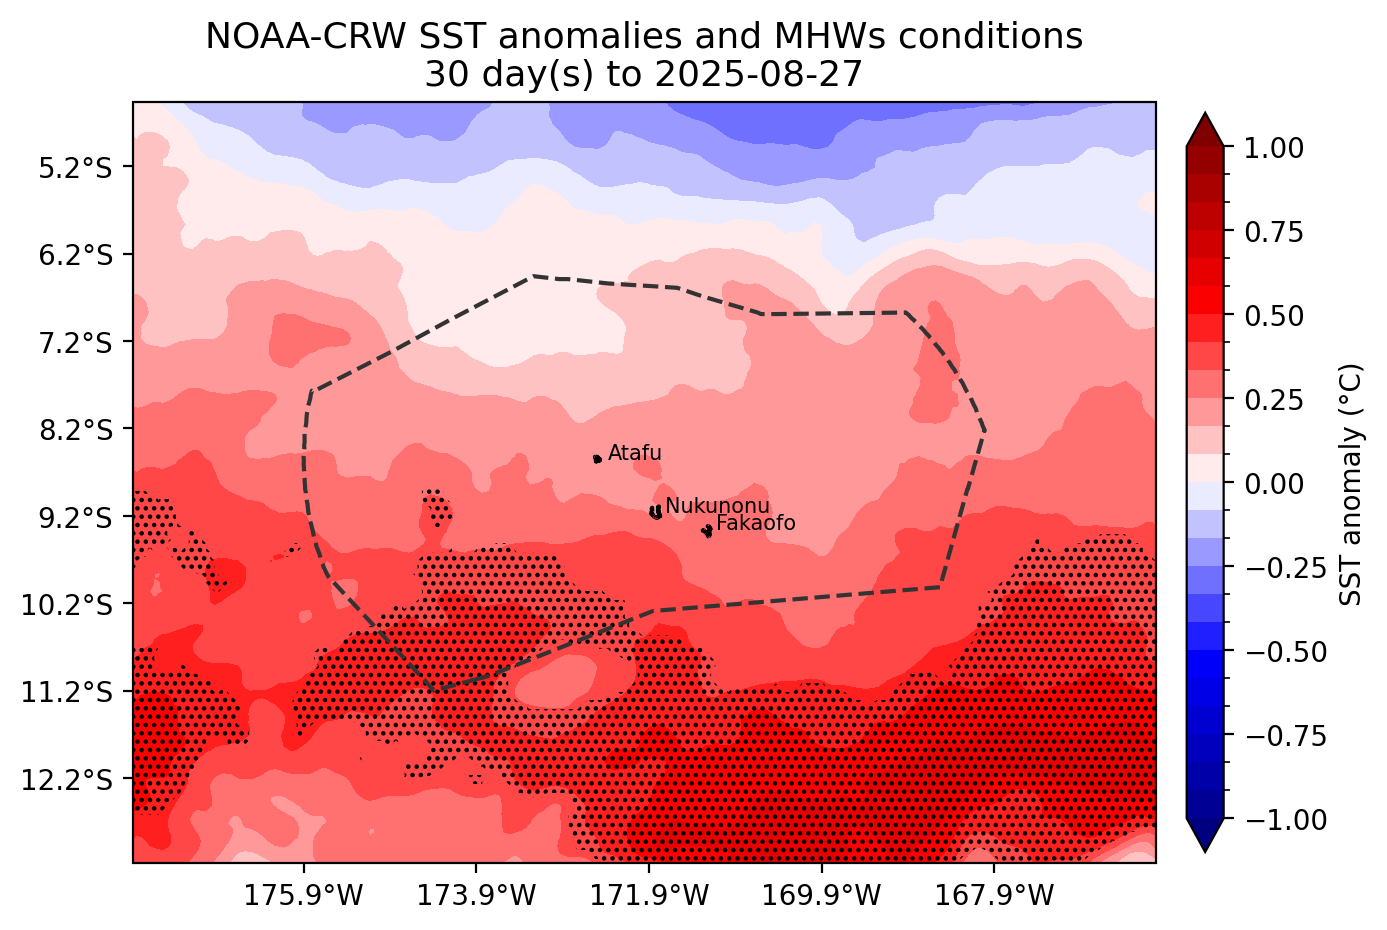 NOAA-CRW SST anomalies and MHWs conditions
30 day(s) to 2025-08-27
5.2°S
6.2°S
7.2°S
8.2°S
9.2°S
10.2°S
11.2°S
12.2°S
Atafu
Nukunonu
Fakaofo
175.9°W
173.9°W
171.9°W
169.9°W
167.9°W
1.00
0.75
0.50
0.25
0.00
−0.25
−0.50
−0.75
−1.00
SST anomaly (°C)